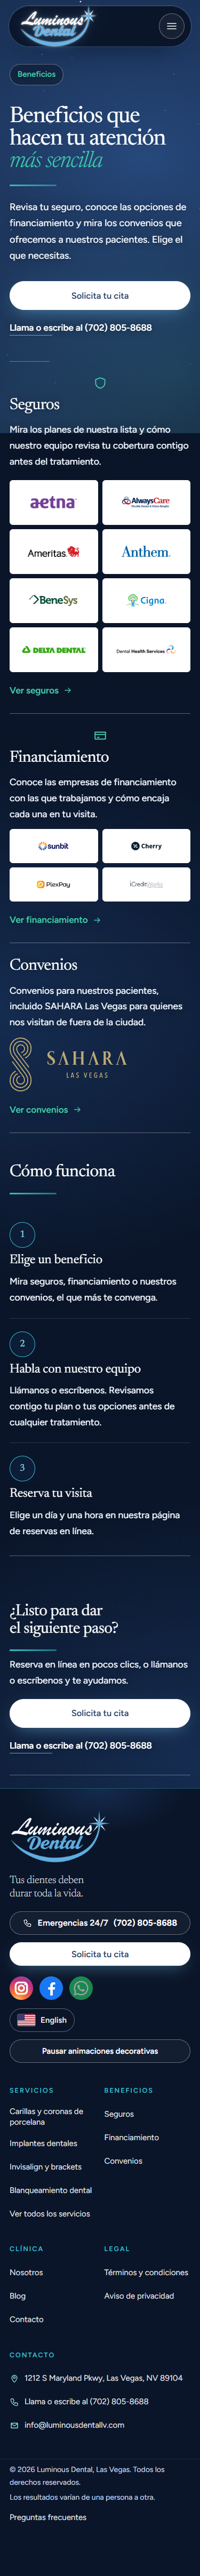 Luminous
Dental
Beneficios
Beneficios que
hacen tu atención
más sencilla
Revisa tu seguro, conoce las opciones de
financiamiento y mira los convenios que
ofrecemos a nuestros pacientes. Elige el
que necesitas.
Solicita tu cita
Llama o escribe al (702) 805-8688
Seguros
Mira los planes de nuestra lista y cómo
nuestro equipo revisa tu cobertura contigo
antes del tratamiento.
aetna
AlwaysCare
Ameritas
Anthem
BeneSys
Cigna
DELTA DENTAL
Dental Health Services
Ver seguros →
Financiamiento
Conoce las empresas de financiamiento
con las que trabajamos y cómo encaja
cada una en tu visita.
sunbit
Cherry
PlexPay
iCreditWorks
Ver financiamiento →
Convenios
Convenios para nuestros pacientes,
incluido SAHARA Las Vegas para quienes
nos visitan de fuera de la ciudad.
SAHARA
LAS VEGAS
Ver convenios →
Cómo funciona
1
Elige un beneficio
Mira seguros, financiamiento o nuestros
convenios, el que más te convenga.
2
Habla con nuestro equipo
Llámanos o escríbenos. Revisamos
contigo tu plan o tus opciones antes de
cualquier tratamiento.
3
Reserva tu visita
Elige un día y una hora en nuestra página
de reservas en línea.
¿Listo para dar
el siguiente paso?
Reserva en línea en pocos clics, o llámanos
o escríbenos y te ayudamos.
Solicita tu cita
Llama o escribe al (702) 805-8688
Luminous
Dental
Tus dientes deben
durar toda la vida.
Emergencias 24/7 (702) 805-8688
Solicita tu cita
English
Pausar animaciones decorativas
SERVICIOS
Carillas y coronas de
porcelana
Implantes dentales
Invisalign y brackets
Blanqueamiento dental
Ver todos los servicios
BENEFICIOS
Seguros
Financiamiento
Convenios
CLÍNICA
Nosotros
Blog
Contacto
LEGAL
Términos y condiciones
Aviso de privacidad
CONTACTO
1212 S Maryland Pkwy, Las Vegas, NV 89104
Llama o escribe al (702) 805-8688
info@luminousdentallv.com
© 2026 Luminous Dental, Las Vegas. Todos los
derechos reservados.
Los resultados varían de una persona a otra.
Preguntas frecuentes